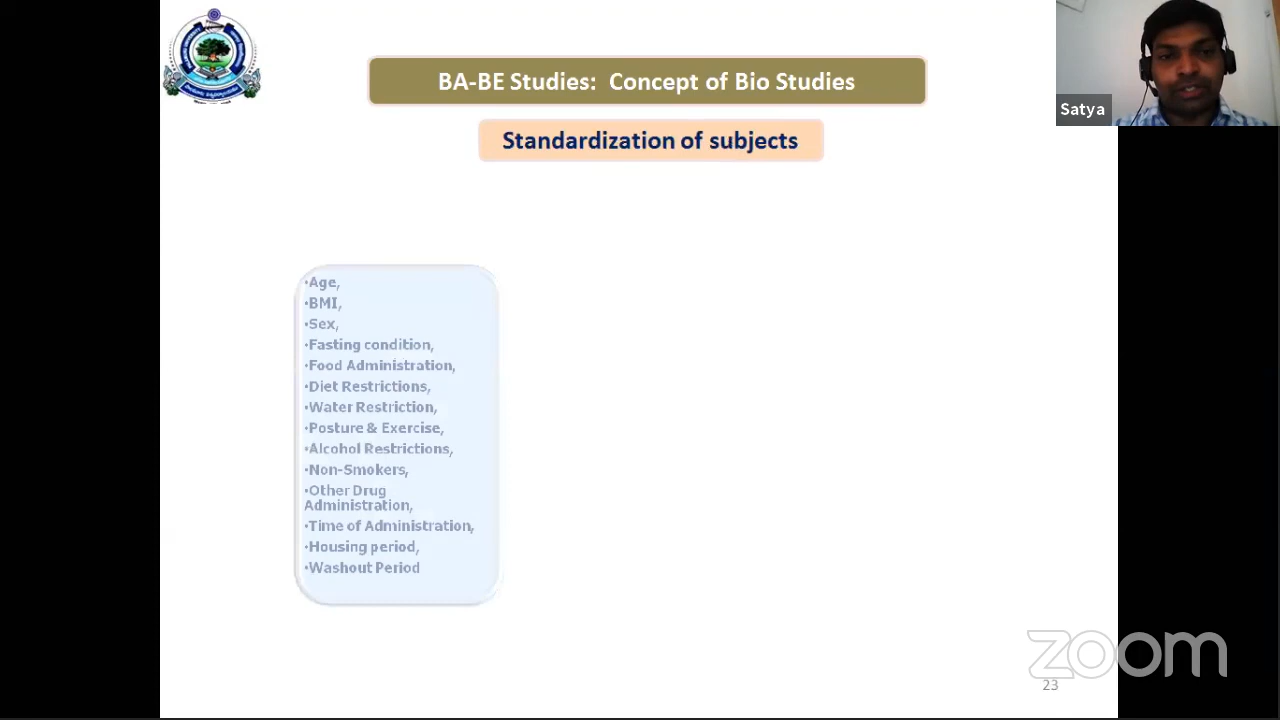 BA-BE Studies: Concept of Bio Studies
Satya
Standardization of subjects
•Age,
•BMI,
•Sex,
•Fasting condition,
•Food Administration,
•Diet Restrictions,
•Water Restriction,
•Posture & Exercise,
•Alcohol Restrictions,
•Non-Smokers,
•Other Drug
Administration,
•Time of Administration,
•Housing period,
•Washout Period
zoom
23